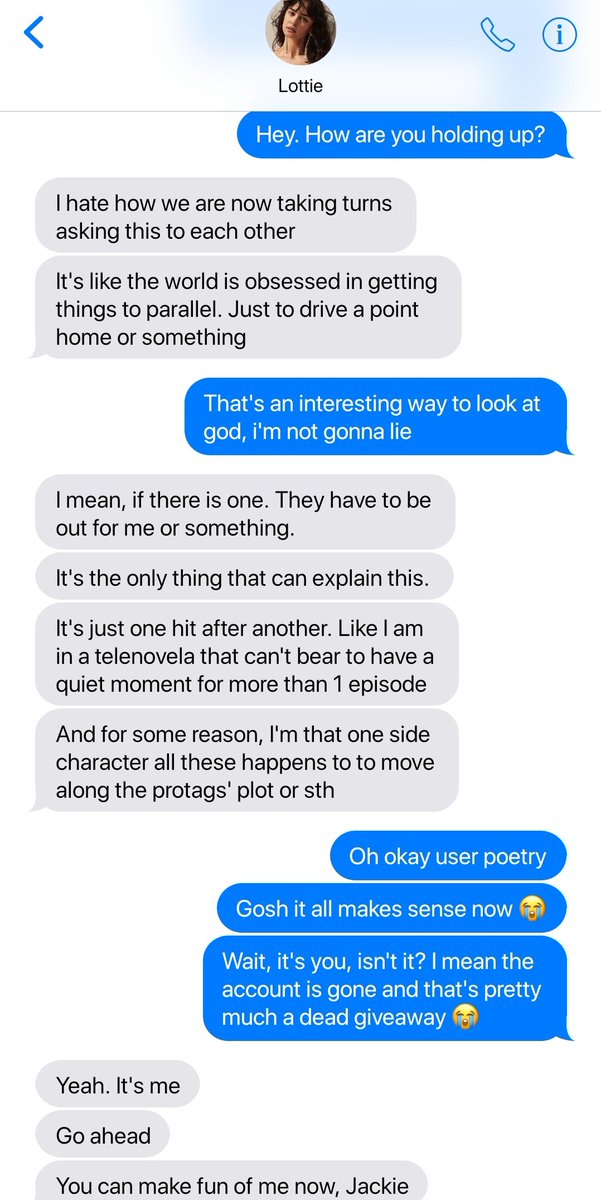 Lottie
Hey. How are you holding up?
I hate how we are now taking turns
asking this to each other
It's like the world is obsessed in getting
things to parallel. Just to drive a point
home or something
That's an interesting way to look at
god, i'm not gonna lie
I mean, if there is one. They have to be
out for me or something.
It's the only thing that can explain this.
It's just one hit after another. Like I am
in a telenovela that can't bear to have a
quiet moment for more than 1 episode
And for some reason, I'm that one side
character all these happens to to move
along the protags' plot or sth
Oh okay user poetry
Gosh it all makes sense now 😭
Wait, it's you, isn't it? I mean the
account is gone and that's pretty
much a dead giveaway 😭
Yeah. It's me
Go ahead
You can make fun of me now, Jackie